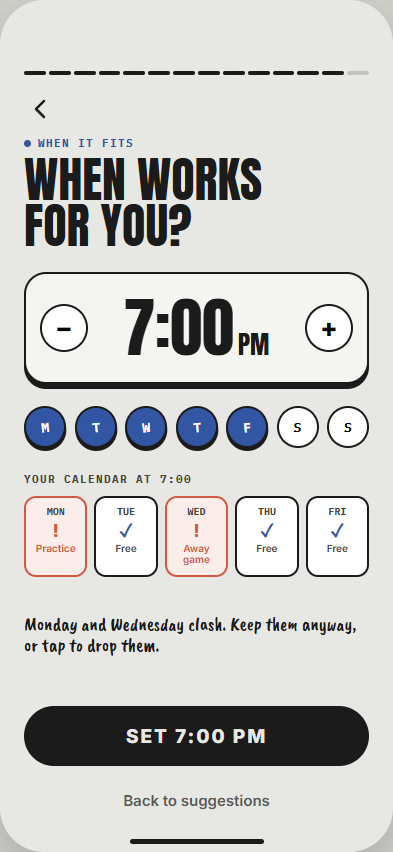 WHEN IT FITS
WHEN WORKS
FOR YOU?
− 7:00 PM +
M T W T F S S
YOUR CALENDAR AT 7:00
MON TUE WED THU FRI
! ✓ ! ✓ ✓
Practice Free Away Free Free
game
Monday and Wednesday clash. Keep them anyway,
or tap to drop them.
SET 7:00 PM
Back to suggestions